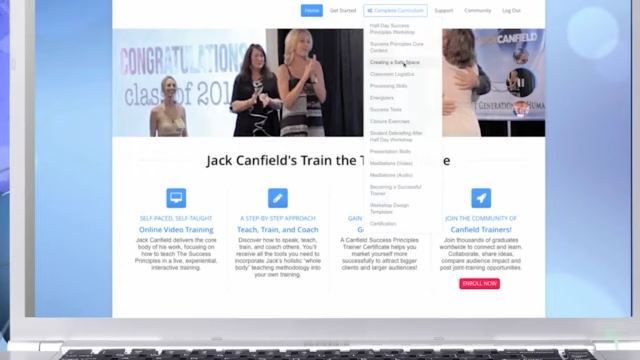 Home
Get Started
Complete Curriculum
Support
Community
Log Out
Half-Day Success
Principles Workshop
Success Principles Core
Content
Creating a Safe Space
Classroom Logistics
Processing Skills
Energizers
Success Tools
Closure Exercises
Student Debriefing After
Half Day Workshop
Presentation Skills
Meditations (Video)
Meditations (Audio)
Becoming a Successful
Trainer
Workshop Design
Templates
Certification
CONGRATULATIONS
class of 201
CANFIELD
Jack Canfield's Train the T
e
SELF-PACED, SELF-TAUGHT
Online Video Training
Jack Canfield delivers the core
body of his work, focusing on
how to teach The Success
Principles in a live, experiential,
interactive training.
A STEP-BY-STEP APPROACH
Teach, Train, and Coach
Discover how to speak, teach,
train, and coach others. You'll
receive all the tools you need to
incorporate Jack's holistic "whole
body" teaching methodology into
your own training.
GAIN
G
A Canfield Success Principles
Trainer Certificate helps you
market yourself more
successfully to attract bigger
clients and larger audiences!
JOIN THE COMMUNITY OF
Canfield Trainers!
Join thousands of graduates
worldwide to connect and learn.
Collaborate, share ideas,
compare audience impact and
post joint-training opportunities.
ENROLL NOW